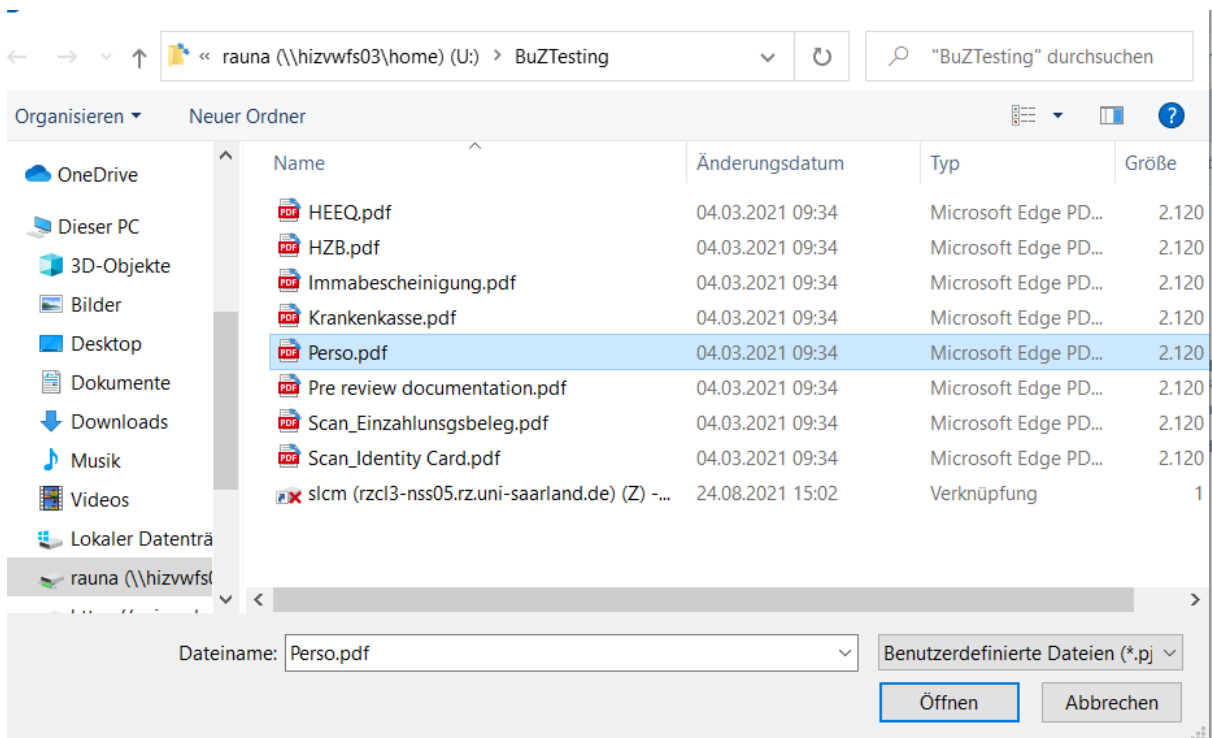 « rauna (\\hizvwfs03\home) (U:) > BuZTesting "BuZTesting" durchsuchen
Organisieren Neuer Ordner
OneDrive
Dieser PC
3D-Objekte
Bilder
Desktop
Dokumente
Downloads
Musik
Videos
Lokaler Datenträ
rauna (\\hizvwfs(
Name Änderungsdatum Typ Größe
HEEQ.pdf 04.03.2021 09:34 Microsoft Edge PD... 2.120
HZB.pdf 04.03.2021 09:34 Microsoft Edge PD... 2.120
Immabescheinigung.pdf 04.03.2021 09:34 Microsoft Edge PD... 2.120
Krankenkasse.pdf 04.03.2021 09:34 Microsoft Edge PD... 2.120
Perso.pdf 04.03.2021 09:34 Microsoft Edge PD... 2.120
Pre review documentation.pdf 04.03.2021 09:34 Microsoft Edge PD... 2.120
Scan_Einzahlunsgsbeleg.pdf 04.03.2021 09:34 Microsoft Edge PD... 2.120
Scan_Identity Card.pdf 04.03.2021 09:34 Microsoft Edge PD... 2.120
slcm (rzcl3-nss05.rz.uni-saarland.de) (Z) -... 24.08.2021 15:02 Verknüpfung 1
Dateiname: Perso.pdf Benutzerdefinierte Dateien (*.pj
Öffnen Abbrechen